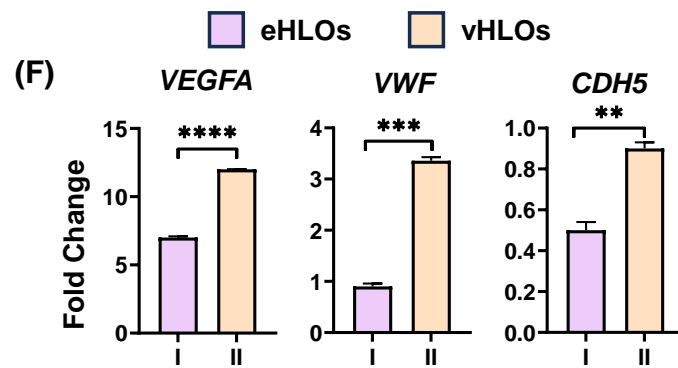 eHLOs vHLOs
(F)
VEGFA VWF CDH5
**** *** **
Fold Change
15
10
5
0
I II
4
3
2
1
0
I II
1.0
0.8
0.6
0.4
0.2
0.0
I II